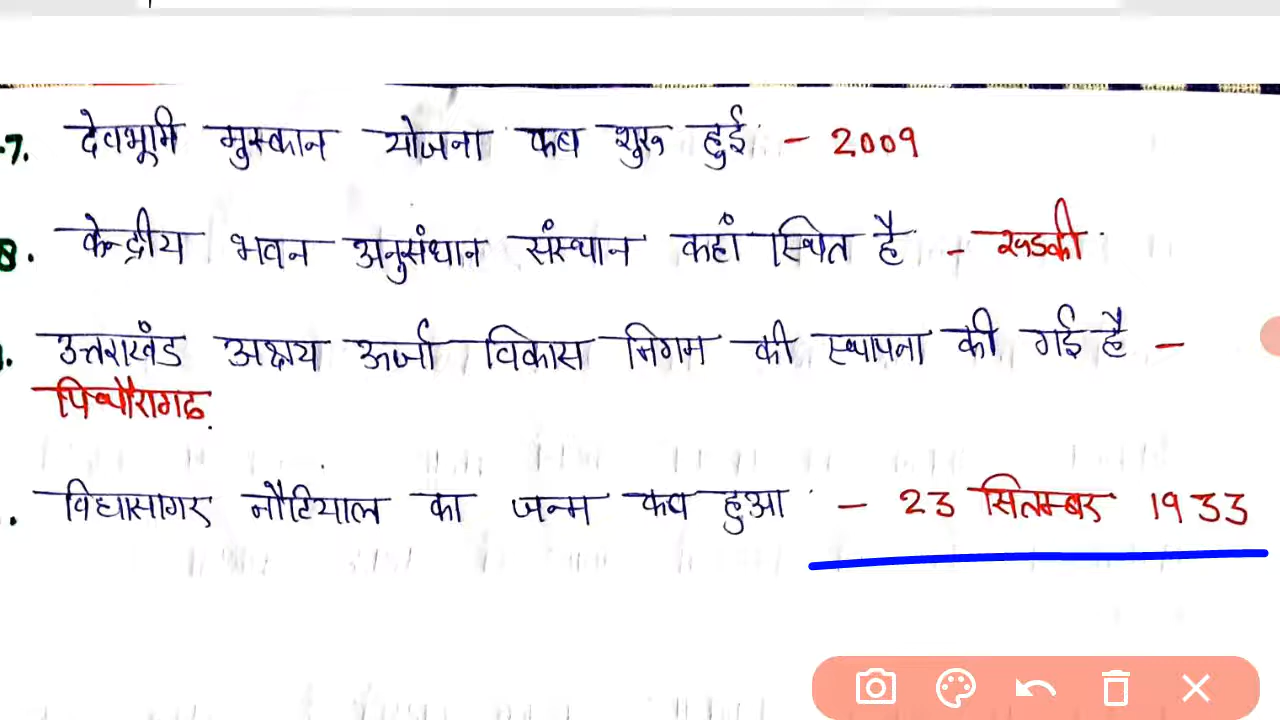 7. देवभूमि मुस्कान योजना कब शुरू हुई - 2009
8. केन्द्रीय भवन अनुसंधान संस्थान कहां स्थित है - रूड़की
उत्तराखंड अक्षय ऊर्जा विकास निगम की स्थापना की गई है -
पिथौरागढ
विद्यासागर नौटियाल का जन्म कब हुआ - 23 सितम्बर 1933